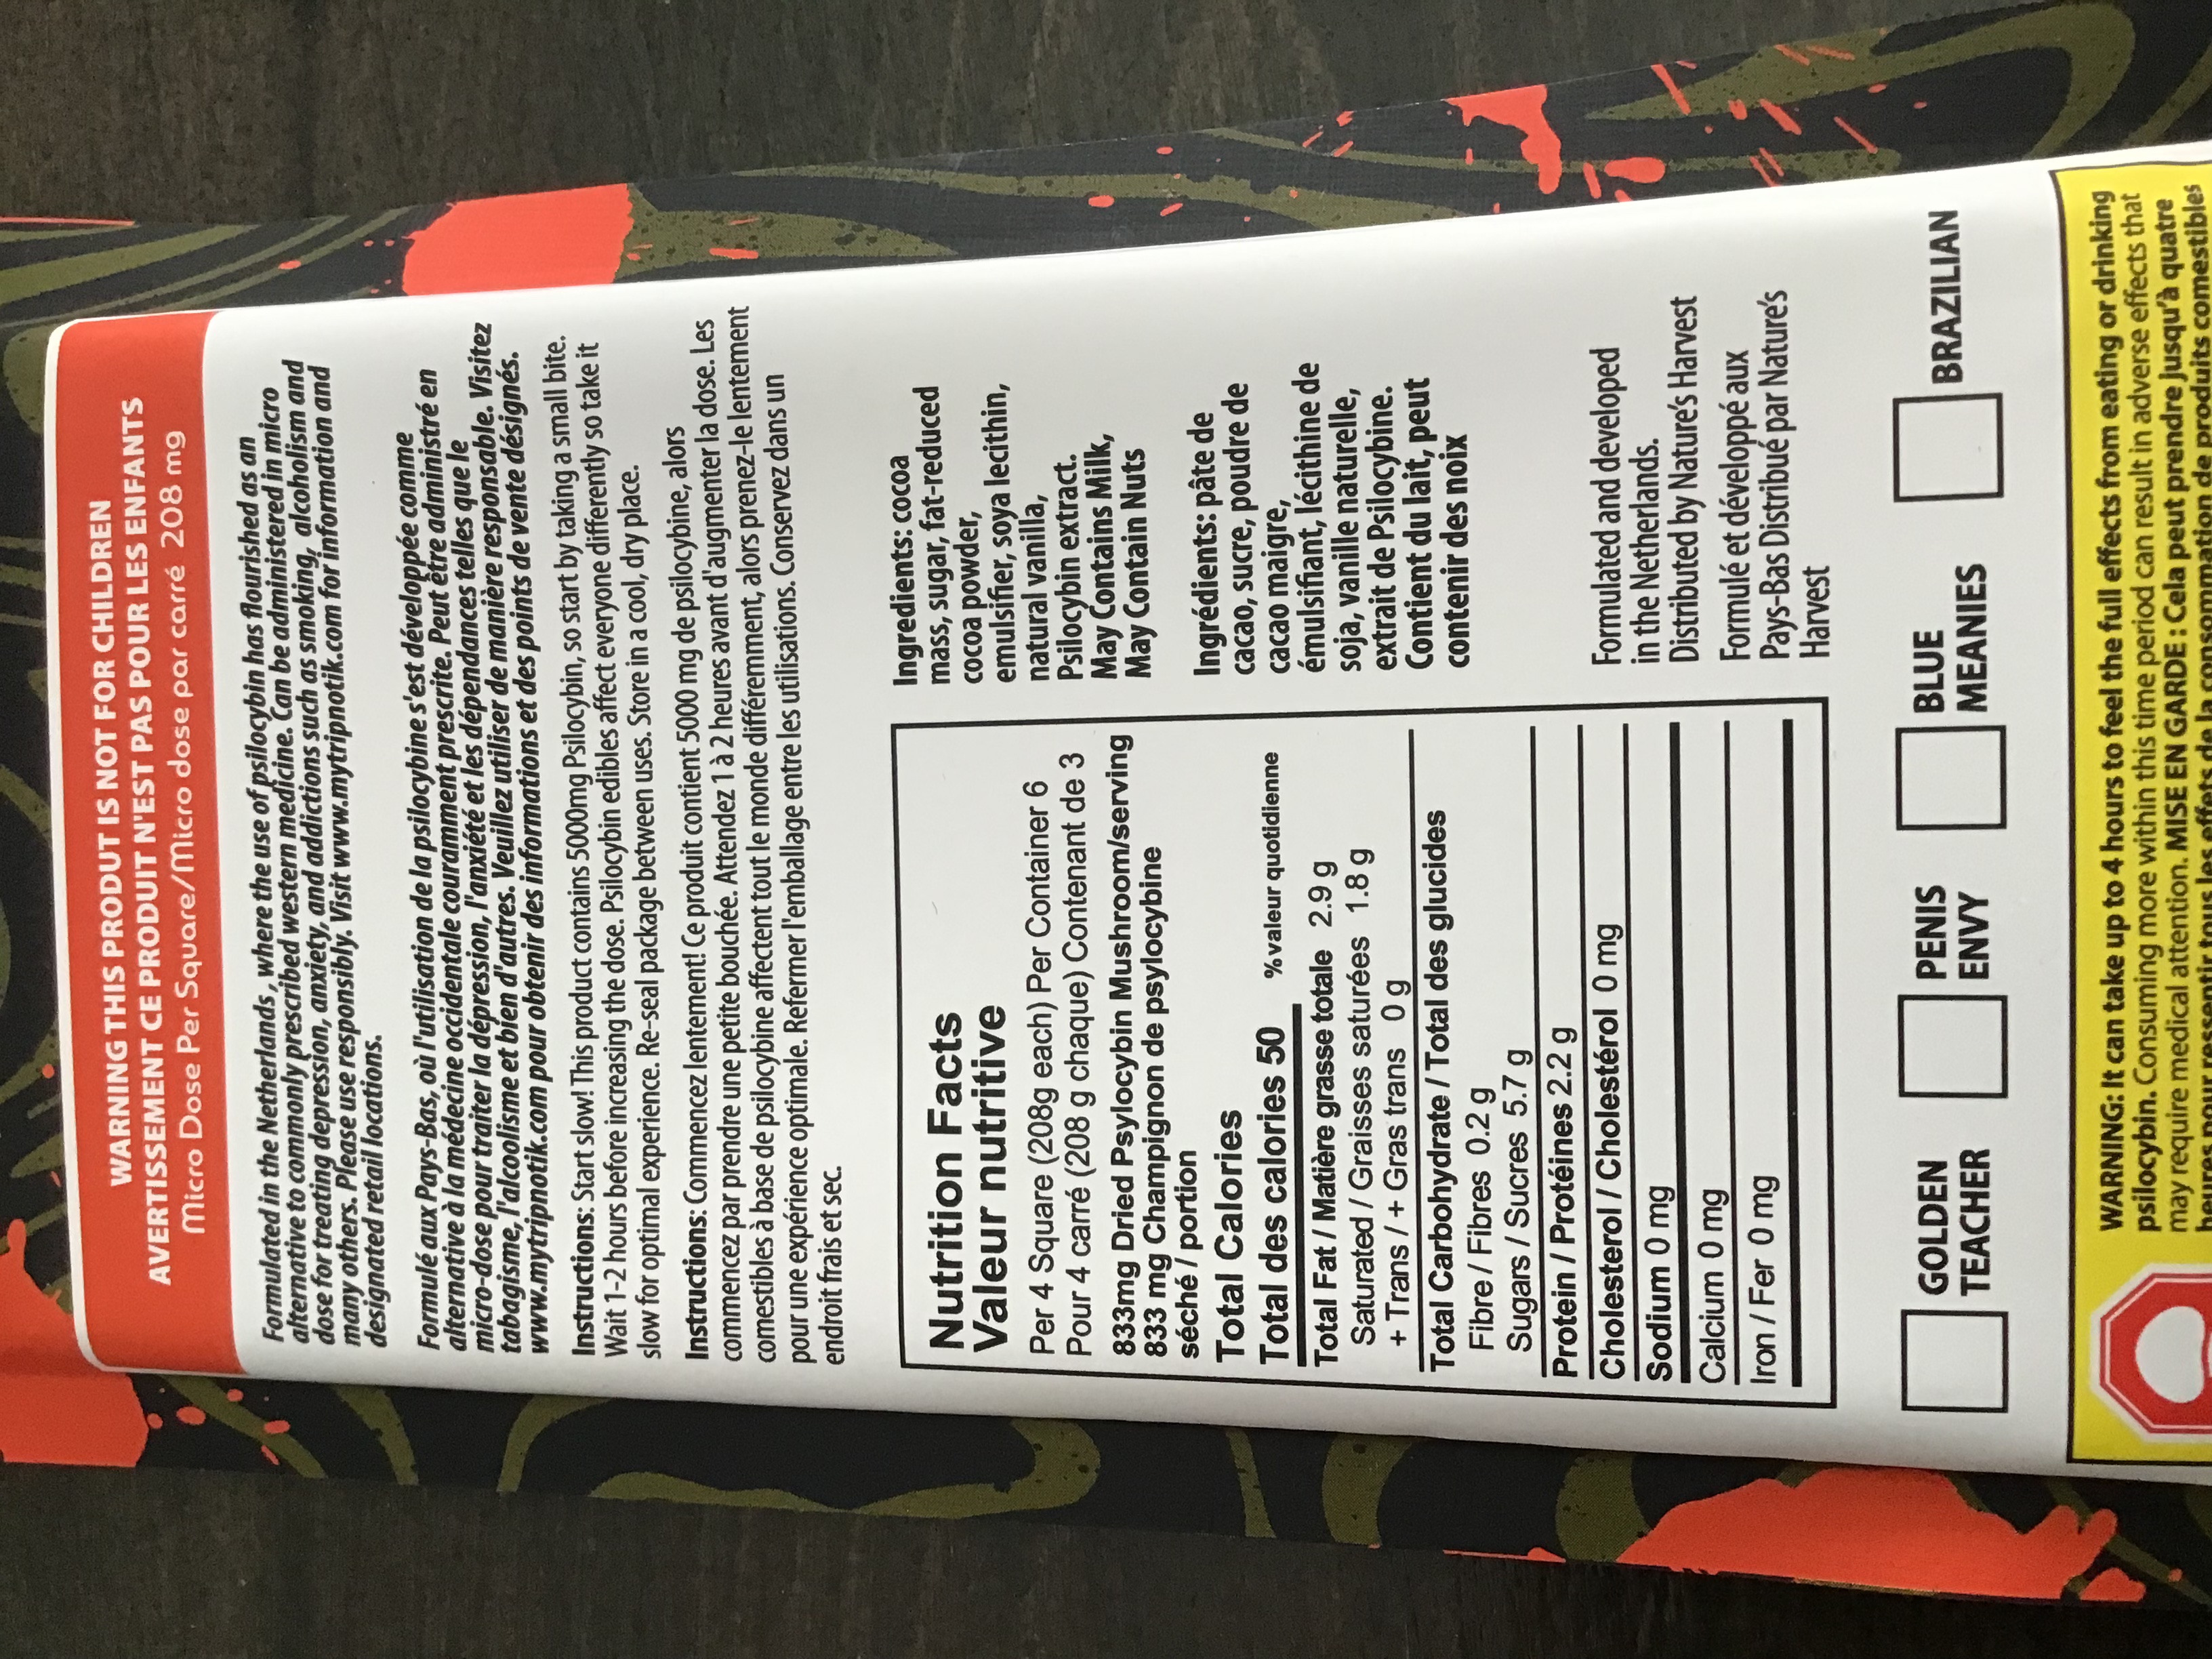 WARNING THIS PRODUT IS NOT FOR CHILDREN
AVERTISSEMENT CE PRODUIT N'EST PAS POUR LES ENFANTS
Micro Dose Per Square/Micro dose par carré 208 mg
Formulated in the Netherlands, where the use of psilocybin has flourished as an
alternative to commonly prescribed western medicine. Can be administered in micro
dose for treating depression, anxiety, and addictions such as smoking, alcoholism and
many others. Please use responsibly. Visit www.mytripnotik.com for information and
designated retail locations.
Formulé aux Pays-Bas, où l'utilisation de la psilocybine s'est développée comme
alternative à la médecine occidentale couramment prescrite. Peut être administré en
micro-dose pour traiter la dépression, l'anxiété et les dépendances telles que le
tabagisme, l'alcoolisme et bien d'autres. Veuillez utiliser de manière responsable. Visitez
www.mytripnotik.com pour obtenir des informations et des points de vente désignés.
Instructions: Start slow! This product contains 5000mg Psilocybin, so start by taking a small bite.
Wait 1-2 hours before increasing the dose. Psilocybin edibles affect everyone differently so take it
slow for optimal experience. Re-seal package between uses. Store in a cool, dry place.
Instructions: Commencez lentement! Ce produit contient 5000 mg de psilocybine, alors
commencez par prendre une petite bouchée. Attendez 1 à 2 heures avant d'augmenter la dose. Les
comestibles à base de psilocybine affectent tout le monde différemment, alors prenez-le lentement
pour une expérience optimale. Refermer l'emballage entre les utilisations. Conservez dans un
endroit frais et sec.
Nutrition Facts
Valeur nutritive
Per 4 Square (208g each) Per Container 6
Pour 4 carré (208 g chaque) Contenant de 3
833mg Dried Psylocybin Mushroom/serving
833 mg Champignon de psylocybine
séché / portion
Total Calories
Total des calories 50 % valeur quotidienne
Total Fat / Matière grasse totale 2.9 g
Saturated / Graisses saturées 1.8 g
+ Trans / + Gras trans 0 g
Total Carbohydrate / Total des glucides
Fibre / Fibres 0.2 g
Sugars / Sucres 5.7 g
Protein / Protéines 2.2 g
Cholesterol / Cholestérol 0 mg
Sodium 0 mg
Calcium 0 mg
Iron / Fer 0 mg
Ingredients: cocoa
mass, sugar, fat-reduced
cocoa powder,
emulsifier, soya lecithin,
natural vanilla,
Psilocybin extract.
May Contains Milk,
May Contain Nuts
Ingrédients: pâte de
cacao, sucre, poudre de
cacao maigre,
émulsifiant, lécithine de
soja, vanille naturelle,
extrait de Psilocybine.
Contient du lait, peut
contenir des noix
Formulated and developed
in the Netherlands.
Distributed by Nature's Harvest
Formulé et développé aux
Pays-Bas Distribué par Nature's
Harvest
GOLDEN
TEACHER
PENIS
ENVY
BLUE
MEANIES
BRAZILIAN
WARNING: It can take up to 4 hours to feel the full effects from eating or drinking
psilocybin. Consuming more within this time period can result in adverse effects that
may require medical attention. MISE EN GARDE : Cela peut prendre jusqu'à quatre
heures pour ressentir tous les effets de la consommation de produits comestibles